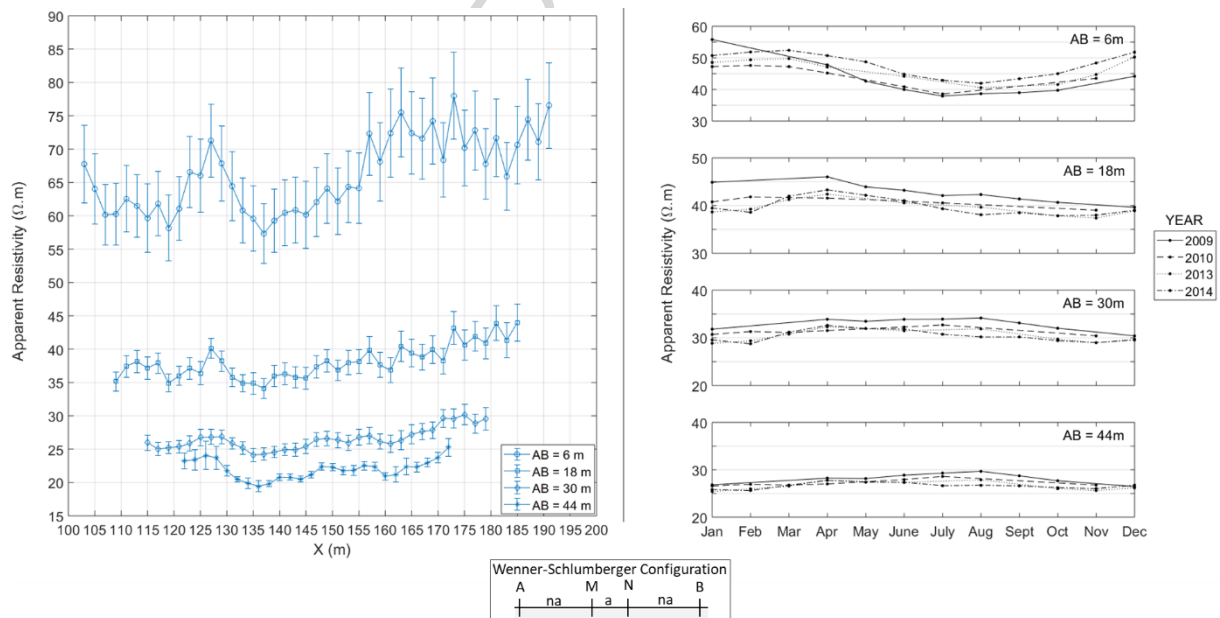 90
85
80
75
70
65
60
55
50
45
40
35
30
25
20
15
Apparent Resistivity (Ω.m)
100 105 110 115 120 125 130 135 140 145 150 155 160 165 170 175 180 185 190 195 200
X (m)
AB = 6 m
AB = 18 m
AB = 30 m
AB = 44 m
Apparent Resistivity (Ω.m)
60
50
40
30
AB = 6m
50
40
30
AB = 18m
40
30
20
AB = 30m
40
30
20
AB = 44m
Jan Feb Mar Apr May June July Aug Sept Oct Nov Dec
YEAR
2009
2010
2013
2014
Wenner-Schlumberger Configuration
A M N B
na a na